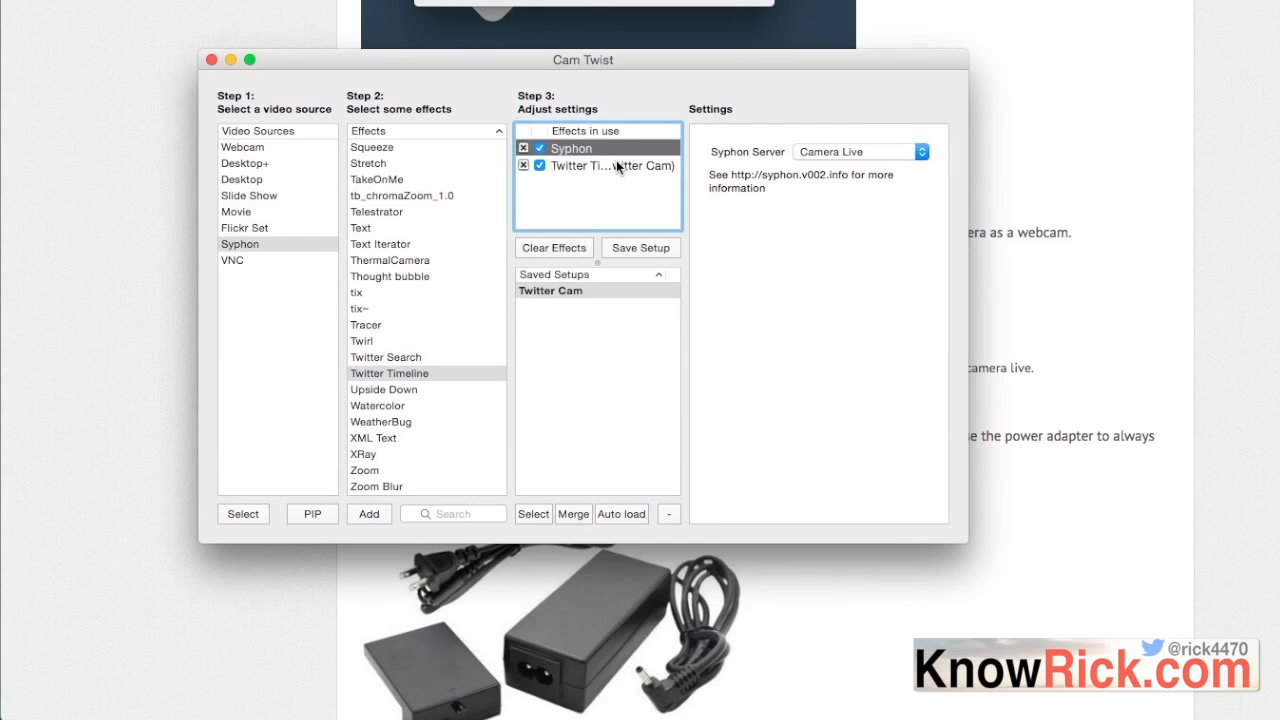 Cam Twist
Step 1:
Select a video source
Step 2:
Select some effects
Step 3:
Adjust settings
Settings
Video Sources
Webcam
Desktop+
Desktop
Slide Show
Movie
Flickr Set
Syphon
VNC
Effects
Squeeze
Stretch
TakeOnMe
tb_chromaZoom_1.0
Telestrator
Text
Text Iterator
ThermalCamera
Thought bubble
tix
tix~
Tracer
Twirl
Twitter Search
Twitter Timeline
Upside Down
Watercolor
WeatherBug
XML Text
XRay
Zoom
Zoom Blur
Effects in use
Syphon
Twitter Ti...witter Cam)
Clear Effects
Save Setup
Saved Setups
Twitter Cam
Syphon Server
Camera Live
See http://syphon.v002.info for more
information
Select
PIP
Add
Search
Select
Merge
Auto load
-
era as a webcam.
camera live.
se the power adapter to always
@rick4470
KnowRick.com